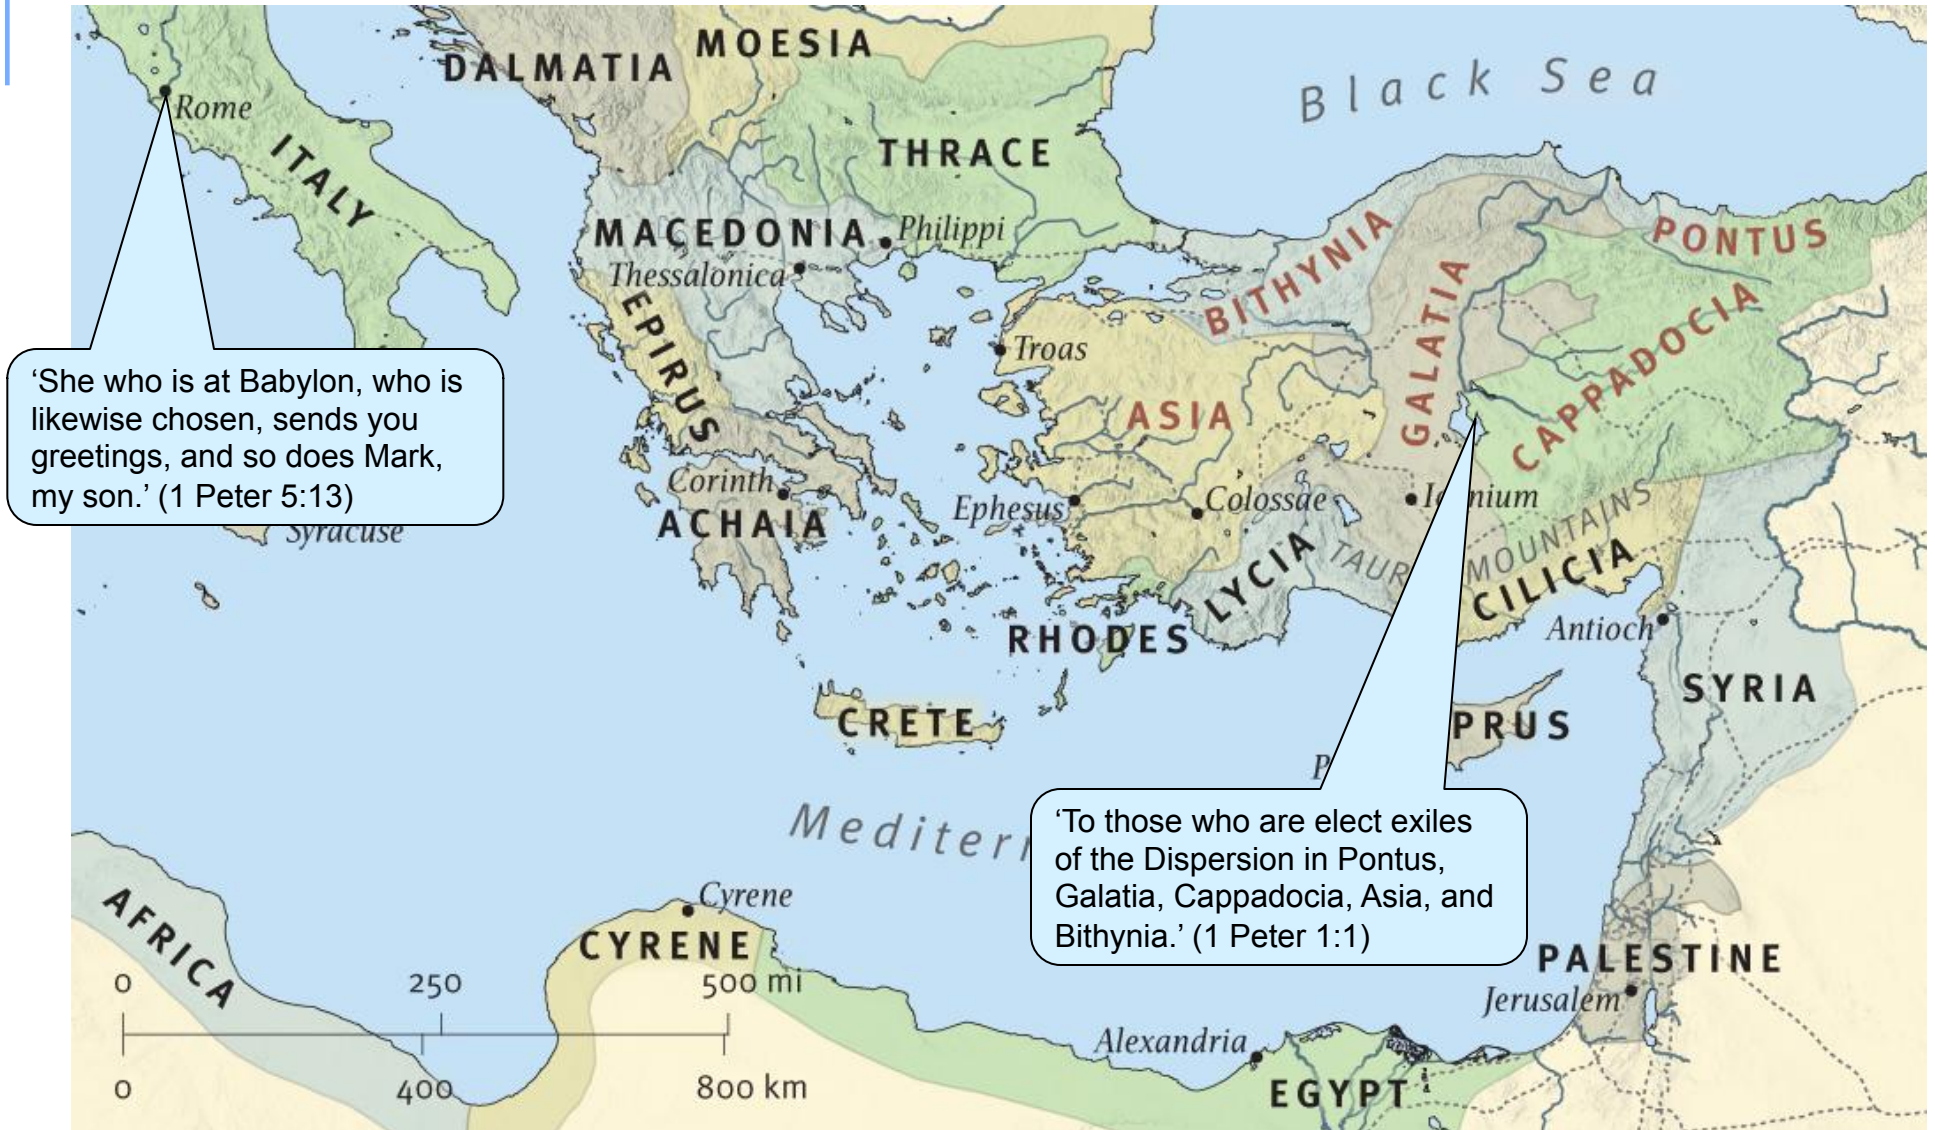 MOESIA
DALMATIA
Black Sea
Rome
ITALY
THRACE
MACEDONIA
Philippi
Thessalonica
BITHYNIA
PONTUS
GALATIA
CAPPADOCIA
EPIRUS
Troas
ASIA
‘She who is at Babylon, who is
likewise chosen, sends you
greetings, and so does Mark,
my son.’ (1 Peter 5:13)
Syracuse
Corinth
ACHAIA
Ephesus
Colossae
TAUR
MOUNTAINS
LYCIA
CILICIA
Antioch
RHODES
SYRIA
CRETE
PRUS
P
Mediter
‘To those who are elect exiles
of the Dispersion in Pontus,
Galatia, Cappadocia, Asia, and
Bithynia.’ (1 Peter 1:1)
AFRICA
Cyrene
CYRENE
PALESTINE
Jerusalem
Alexandria
EGYPT
0 250 500 mi
0 400 800 km